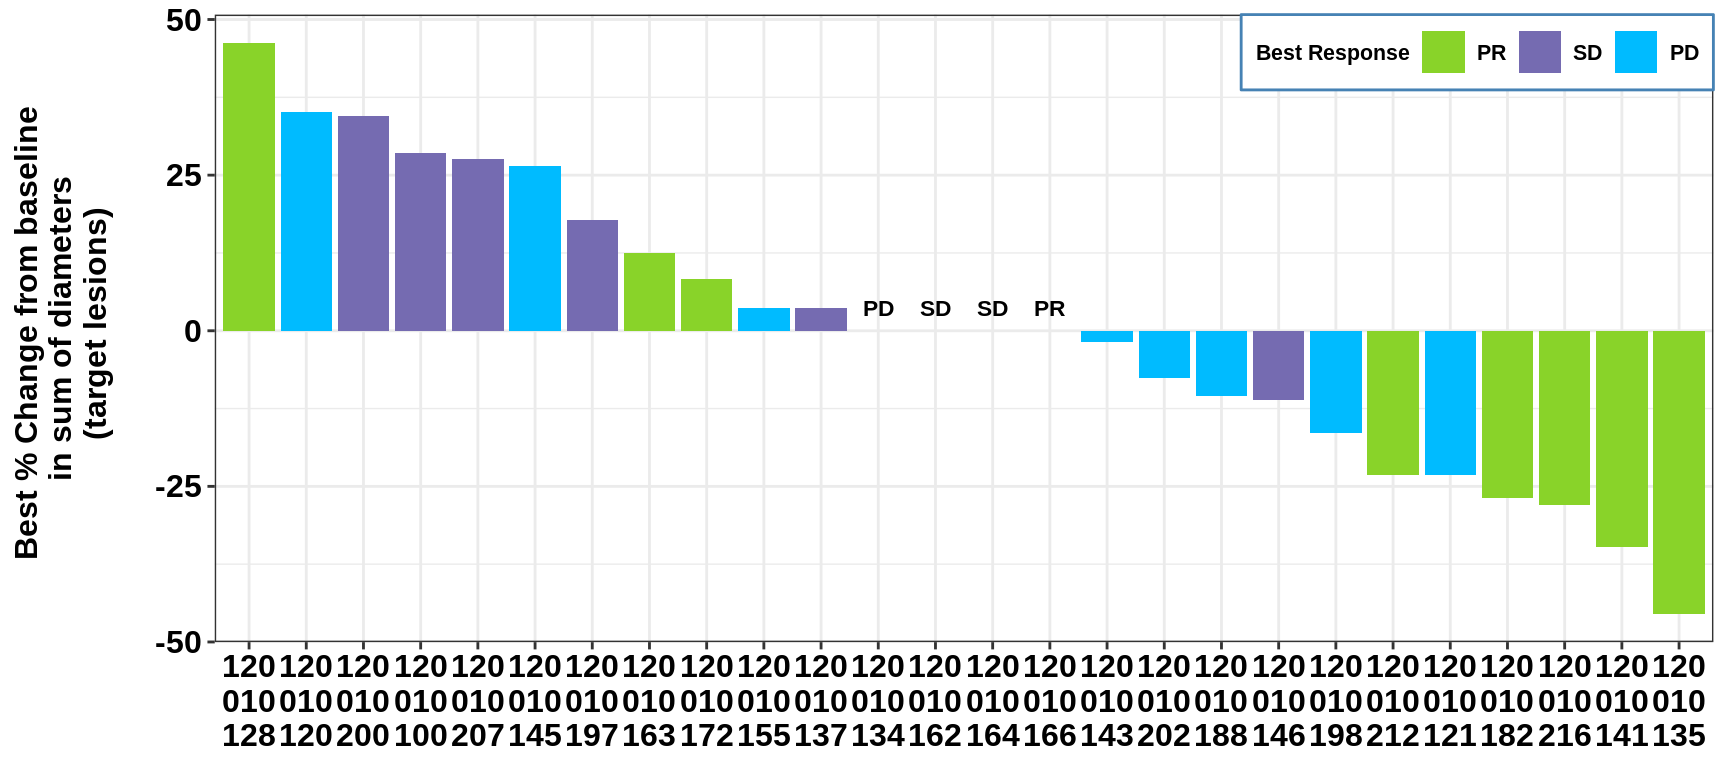 Best % Change from baseline
in sum of diameters
(target lesions)
50
25
0
-25
-50
Best Response PR SD PD
PD SD SD PR
120 120 120 120 120 120 120 120 120 120 120 120 120 120 120 120 120 120 120 120 120 120 120 120 120 120
010 010 010 010 010 010 010 010 010 010 010 010 010 010 010 010 010 010 010 010 010 010 010 010 010 010
128 120 200 100 207 145 197 163 172 155 137 134 162 164 166 143 202 188 146 198 212 121 182 216 141 135